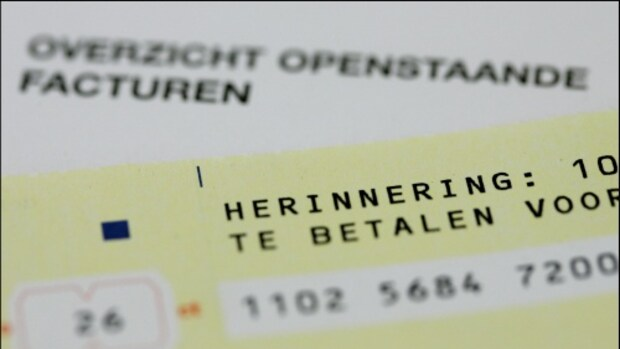 OVERZICHT OPENSTAANDE
FACTUREN
HERINNERING: 10
TE BETALEN VOOR
1102 5684 7200
26